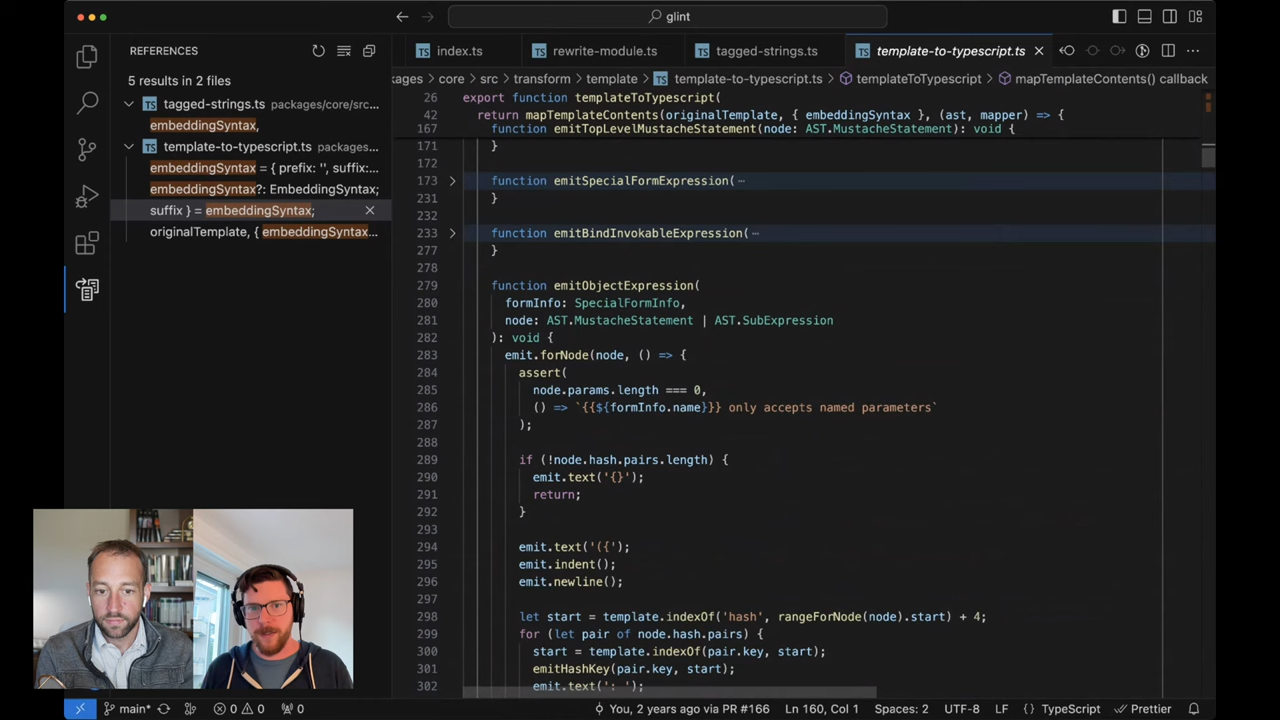 glint
REFERENCES
index.ts
rewrite-module.ts
tagged-strings.ts
template-to-typescript.ts
5 results in 2 files
ckages > core > src > transform > template > template-to-typescript.ts > templateToTypescript > mapTemplateContents() callback
tagged-strings.ts packages/core/src...
embeddingSyntax,
template-to-typescript.ts packages...
embeddingSyntax = { prefix: '', suffix:...
embeddingSyntax?: EmbeddingSyntax;
suffix } = embeddingSyntax;
originalTemplate, { embeddingSyntax...
26 export function templateToTypescript(
42 return mapTemplateContents(originalTemplate, { embeddingSyntax }, (ast, mapper) => {
167 function emitTopLevelMustacheStatement(node: AST.MustacheStatement): void {
171 }
172
173 function emitSpecialFormExpression(…
231 }
232
233 function emitBindInvokableExpression(…
277 }
278
279 function emitObjectExpression(
280 formInfo: SpecialFormInfo,
281 node: AST.MustacheStatement | AST.SubExpression
282 ): void {
283 emit.forNode(node, () => {
284 assert(
285 node.params.length === 0,
286 () => `{{${formInfo.name}}} only accepts named parameters`
287 );
288
289 if (!node.hash.pairs.length) {
290 emit.text('{}');
291 return;
292 }
293
294 emit.text('({');
295 emit.indent();
296 emit.newline();
297
298 let start = template.indexOf('hash', rangeForNode(node).start) + 4;
299 for (let pair of node.hash.pairs) {
300 start = template.indexOf(pair.key, start);
301 emitHashKey(pair.key, start);
302 emit.text(': ');
main* 0 0 0 You, 2 years ago via PR #166 Ln 160, Col 1 Spaces: 2 UTF-8 LF TypeScript Prettier